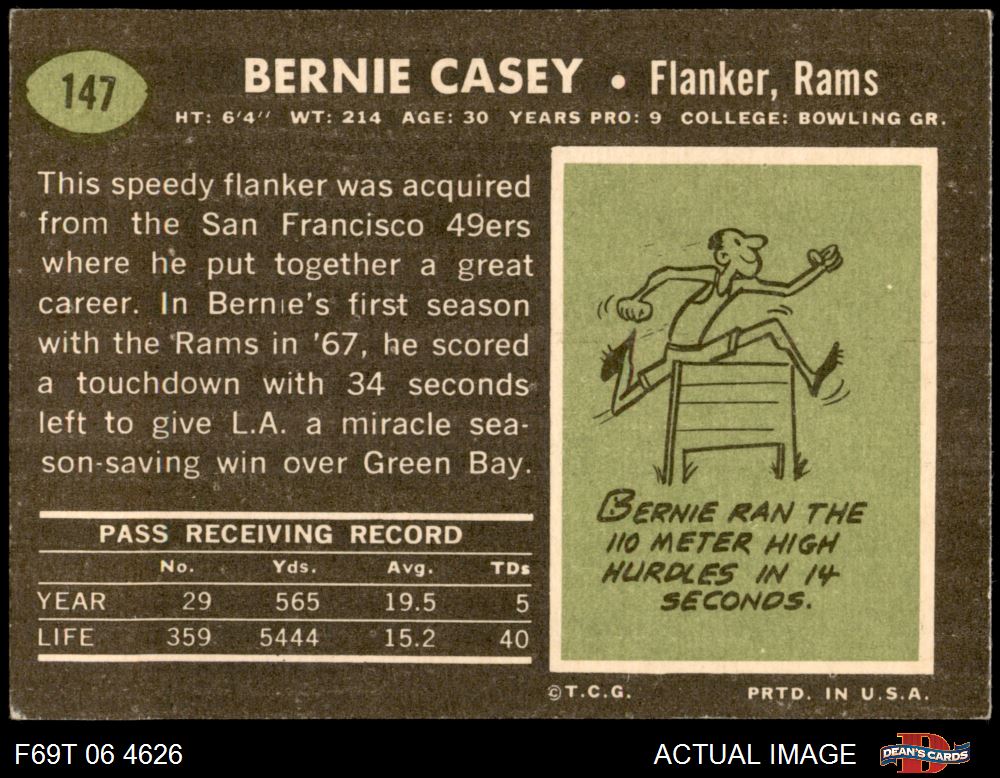 147
BERNIE CASEY • Flanker, Rams
HT: 6'4" WT: 214 AGE: 30 YEARS PRO: 9 COLLEGE: BOWLING GR.
This speedy flanker was acquired
from the San Francisco 49ers
where he put together a great
career. In Bernie's first season
with the Rams in '67, he scored
a touchdown with 34 seconds
left to give L.A. a miracle sea-
son-saving win over Green Bay.
PASS RECEIVING RECORD
No. Yds. Avg. TDs
YEAR 29 565 19.5 5
LIFE 359 5444 15.2 40
BERNIE RAN THE
110 METER HIGH
HURDLES IN 14
SECONDS.
©T.C.G. PRTD. IN U.S.A.
F69T 06 4626 ACTUAL IMAGE
D
DEAN'S CARDS